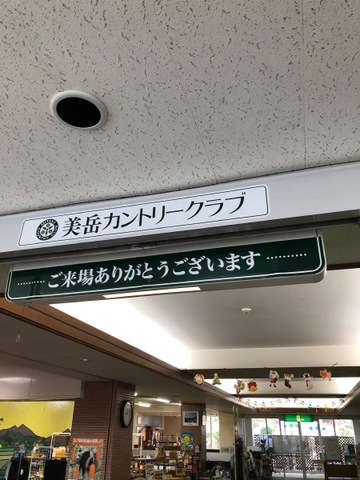 美岳カントリークラブ
………ご来場ありがとうございます………